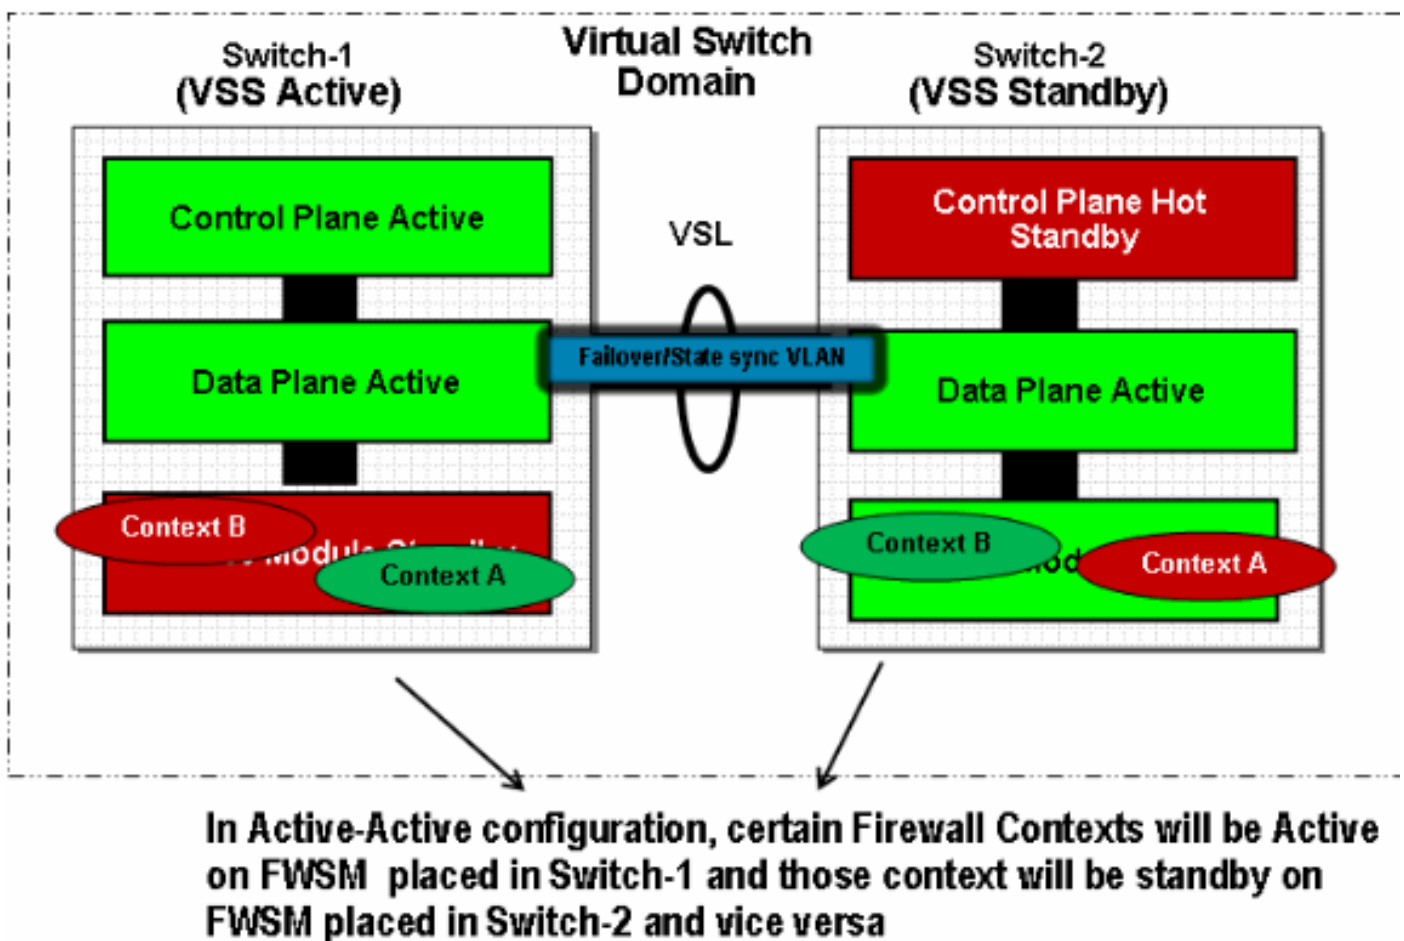 Switch-1
(VSS Active)
Virtual Switch
Domain
Switch-2
(VSS Standby)
Control Plane Active
Data Plane Active
Context B
Module
Context A
VSL
Failover/State sync VLAN
Control Plane Hot
Standby
Data Plane Active
Context B
Context A
In Active-Active configuration, certain Firewall Contexts will be Active
on FWSM placed in Switch-1 and those context will be standby on
FWSM placed in Switch-2 and vice versa